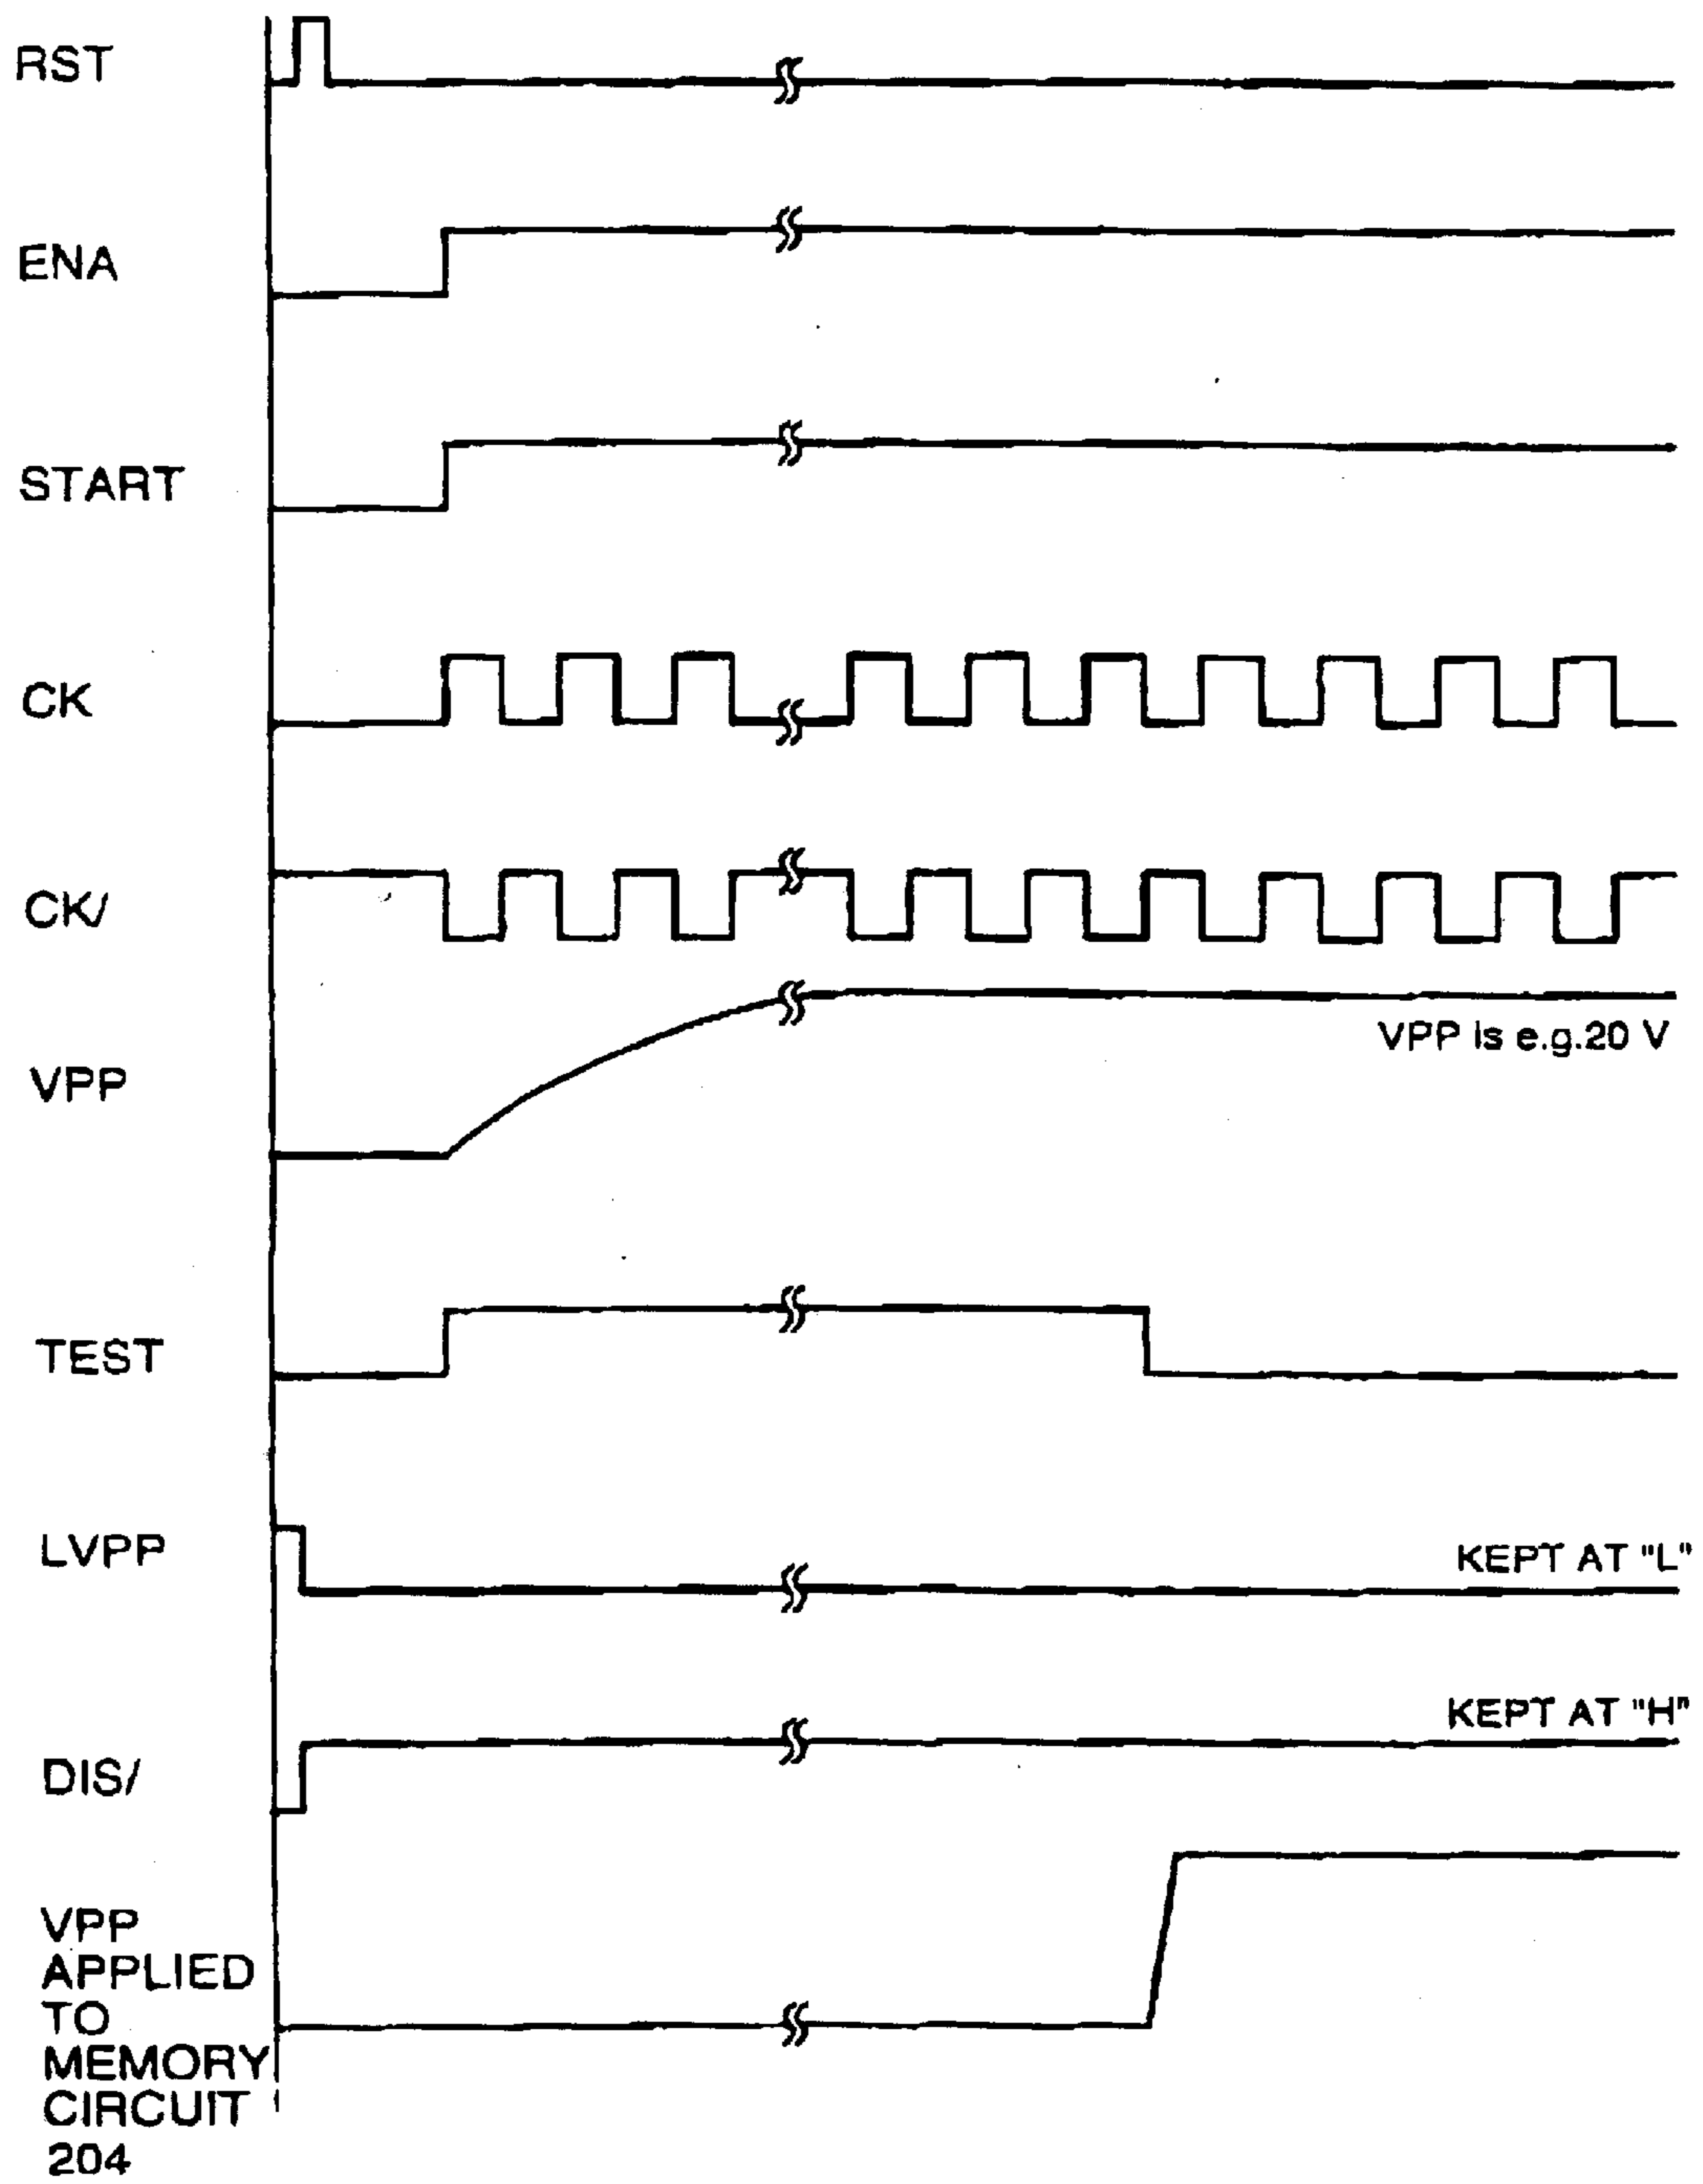 RST
ENA
START
CK
CK/
VPP is e.g.20 V
VPP
TEST
LVPP
KEPT AT "L"
KEPT AT "H"
DIS/
VPP
APPLIED
TO
MEMORY
CIRCUIT
204